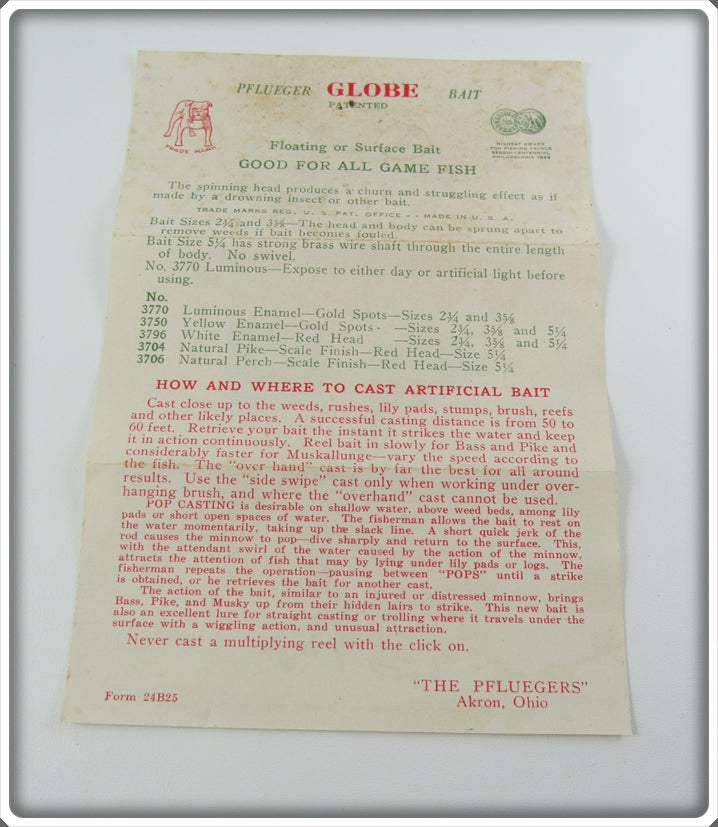 PFLUEGER GLOBE BAIT
PATENTED
TRADE MARK
HIGHEST AWARD
FOR FISHING TACKLE
SESQUI-CENTENNIAL
PHILADELPHIA 1926
Floating or Surface Bait
GOOD FOR ALL GAME FISH
The spinning head produces a churn and struggling effect as if
made by a drowning insect or other bait.
TRADE MARKS REG. U. S. PAT. OFFICE - - MADE IN U. S. A.
Bait Sizes 2¾ and 3⅝—The head and body can be sprung apart to
remove weeds if bait becomes fouled.
Bait Size 5¼ has strong brass wire shaft through the entire length
of body. No swivel.
No. 3770 Luminous—Expose to either day or artificial light before
using.
No.
3770 Luminous Enamel—Gold Spots—Sizes 2¾ and 3⅝
3750 Yellow Enamel—Gold Spots - —Sizes 2¾, 3⅝ and 5¼
3796 White Enamel—Red Head —Sizes 2¾, 3⅝ and 5¼
3704 Natural Pike—Scale Finish—Red Head—Size 5¼
3706 Natural Perch—Scale Finish—Red Head—Size 5¼
HOW AND WHERE TO CAST ARTIFICIAL BAIT
Cast close up to the weeds, rushes, lily pads, stumps, brush, reefs
and other likely places. A successful casting distance is from 50 to
60 feet. Retrieve your bait the instant it strikes the water and keep
it in action continuously. Reel bait in slowly for Bass and Pike and
considerably faster for Muskallunge—vary the speed according to
the fish. The "over hand" cast is by far the best for all around
results. Use the "side swipe" cast only when working under over-
hanging brush, and where the "overhand" cast cannot be used.
POP CASTING is desirable on shallow water, above weed beds, among lily
pads or short open spaces of water. The fisherman allows the bait to rest on
the water momentarily, taking up the slack line. A short quick jerk of the
rod causes the minnow to pop—dive sharply and return to the surface. This,
with the attendant swirl of the water caused by the action of the minnow,
attracts the attention of fish that may by lying under lily pads or logs. The
fisherman repeats the operation—pausing between "POPS" until a strike
is obtained, or he retrieves the bait for another cast.
The action of the bait, similar to an injured or distressed minnow, brings
Bass, Pike, and Musky up from their hidden lairs to strike. This new bait is
also an excellent lure for straight casting or trolling where it travels under the
surface with a wiggling action, and unusual attraction.
Never cast a multiplying reel with the click on.
"THE PFLUEGERS"
Form 24B25 Akron, Ohio